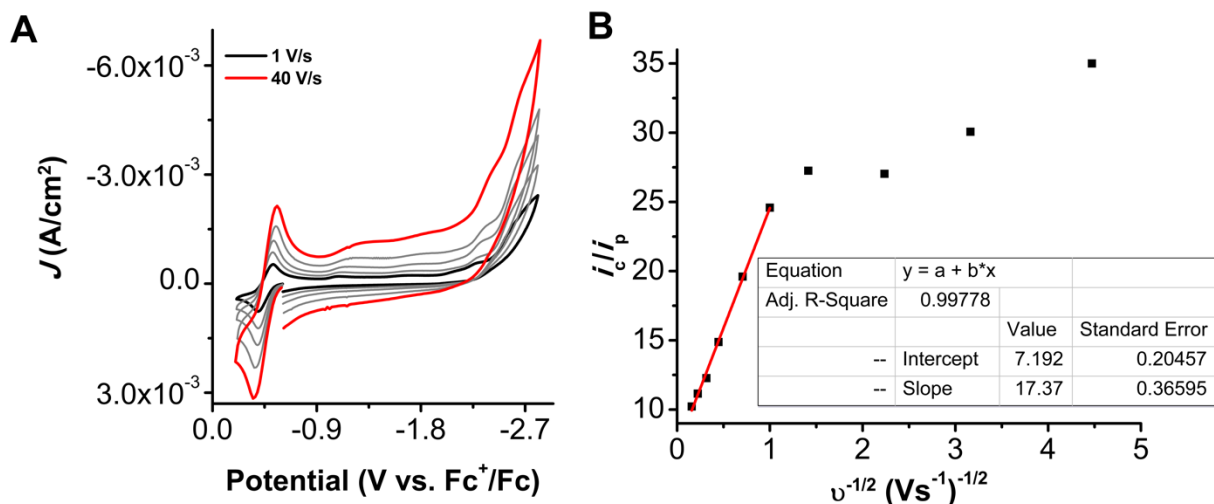 A
1 V/s
40 V/s
-6.0x10⁻³
-3.0x10⁻³
0.0
3.0x10⁻³
J (A/cm²)
0.0 -0.9 -1.8 -2.7
Potential (V vs. Fc⁺/Fc)
B
35
30
25
20
15
10
i_c/i_p
Equation y = a + b*x
Adj. R-Square 0.99778
Value Standard Error
-- Intercept 7.192 0.20457
-- Slope 17.37 0.36595
0 1 2 3 4 5
υ^-1/2 (Vs⁻¹)^-1/2